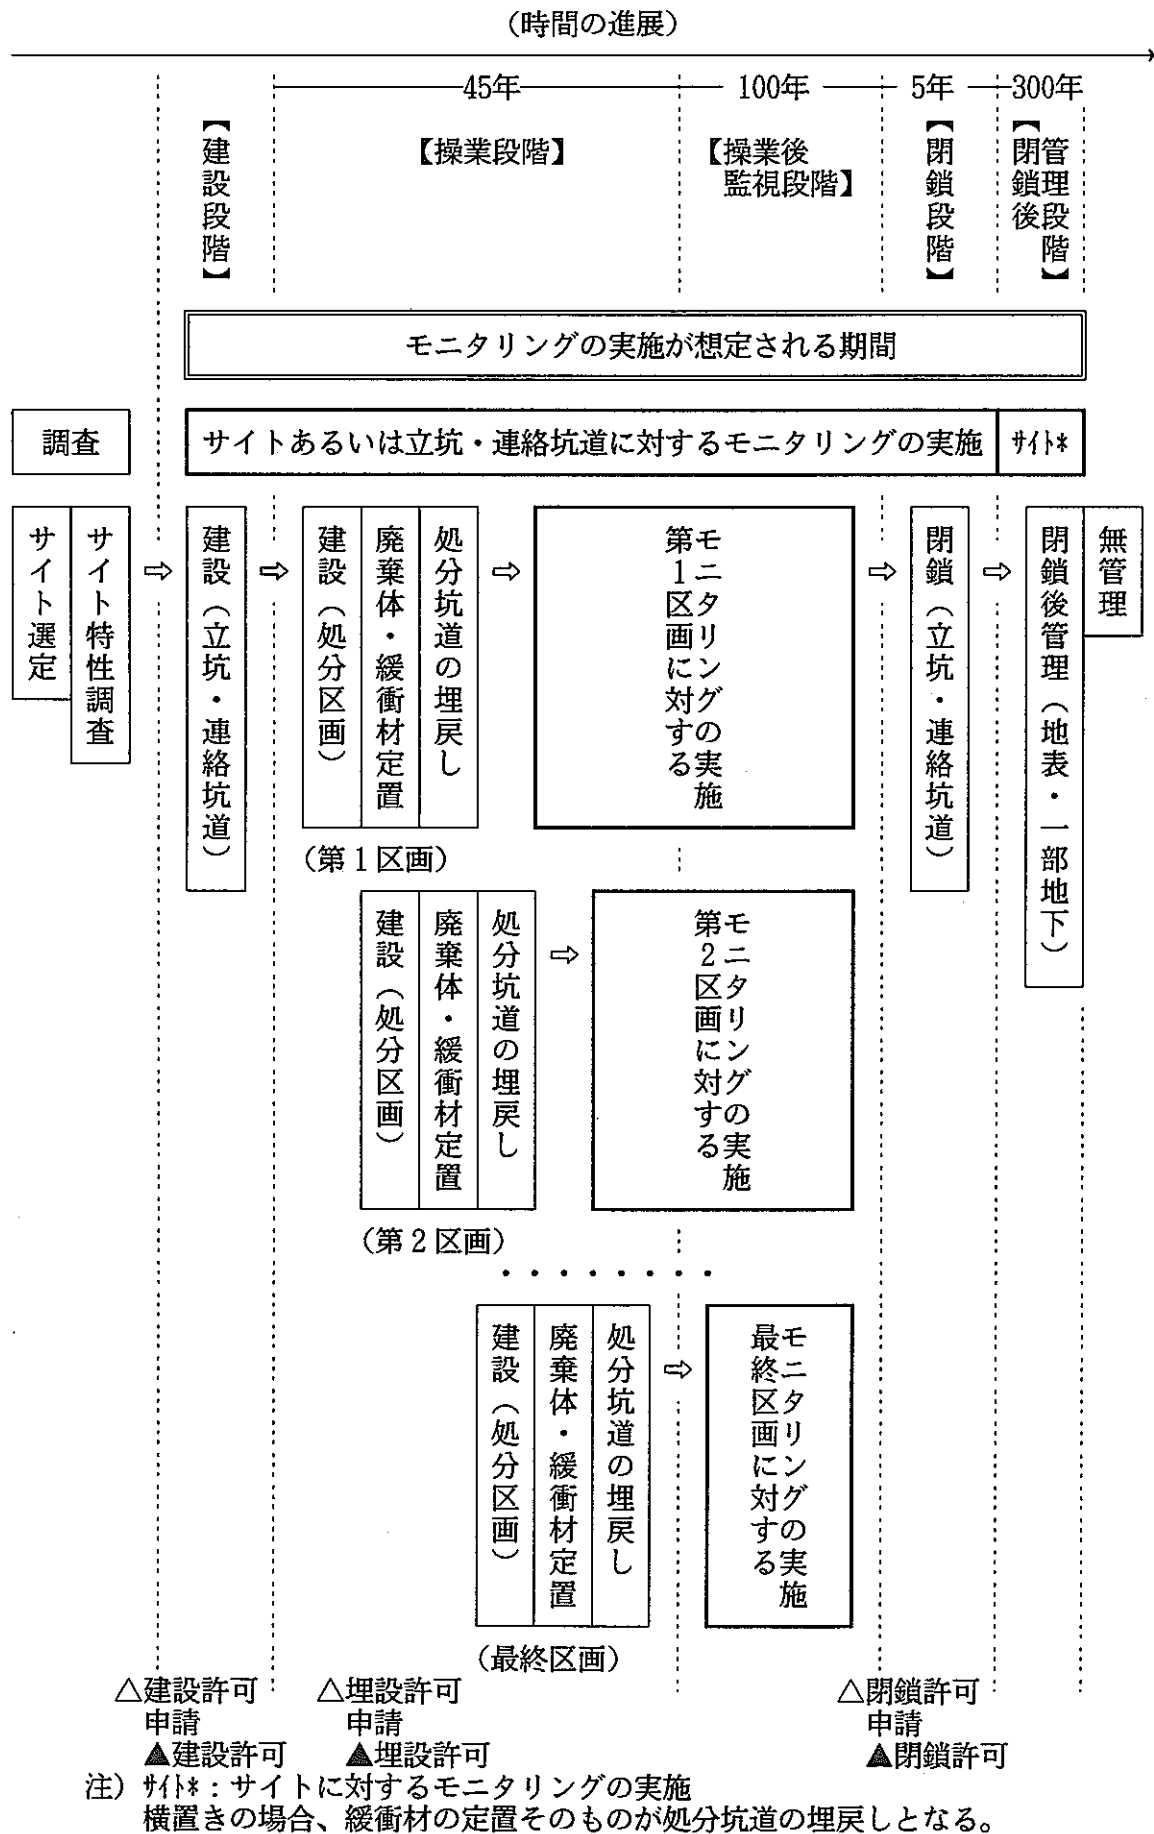 （時間の進展）
45年
100年
5年
300年
【建設段階】
【操業段階】
【操業後
監視段階】
【閉鎖段階】
【閉鎖後
管理段階】
モニタリングの実施が想定される期間
調査
サイトあるいは立坑・連絡坑道に対するモニタリングの実施
ｻｲﾄ*
サイト選定
サイト特性調査
⇨
建設（立坑・連絡坑道）
⇨
建設（処分区画）
廃棄体・緩衝材定置
処分坑道の埋戻し
⇨
第1区画に対する
モニタリングの実施
⇨
閉鎖（立坑・連絡坑道）
⇨
閉鎖後管理（地表・一部地下）
無管理
（第1区画）
建設（処分区画）
廃棄体・緩衝材定置
処分坑道の埋戻し
⇨
第2区画に対する
モニタリングの実施
（第2区画）
・・・・・・・・
建設（処分区画）
廃棄体・緩衝材定置
処分坑道の埋戻し
⇨
最終区画に対する
モニタリングの実施
（最終区画）
△建設許可
申請
▲建設許可
△埋設許可
申請
▲埋設許可
△閉鎖許可
申請
▲閉鎖許可
注）ｻｲﾄ*：サイトに対するモニタリングの実施
横置きの場合、緩衝材の定置そのものが処分坑道の埋戻しとなる。